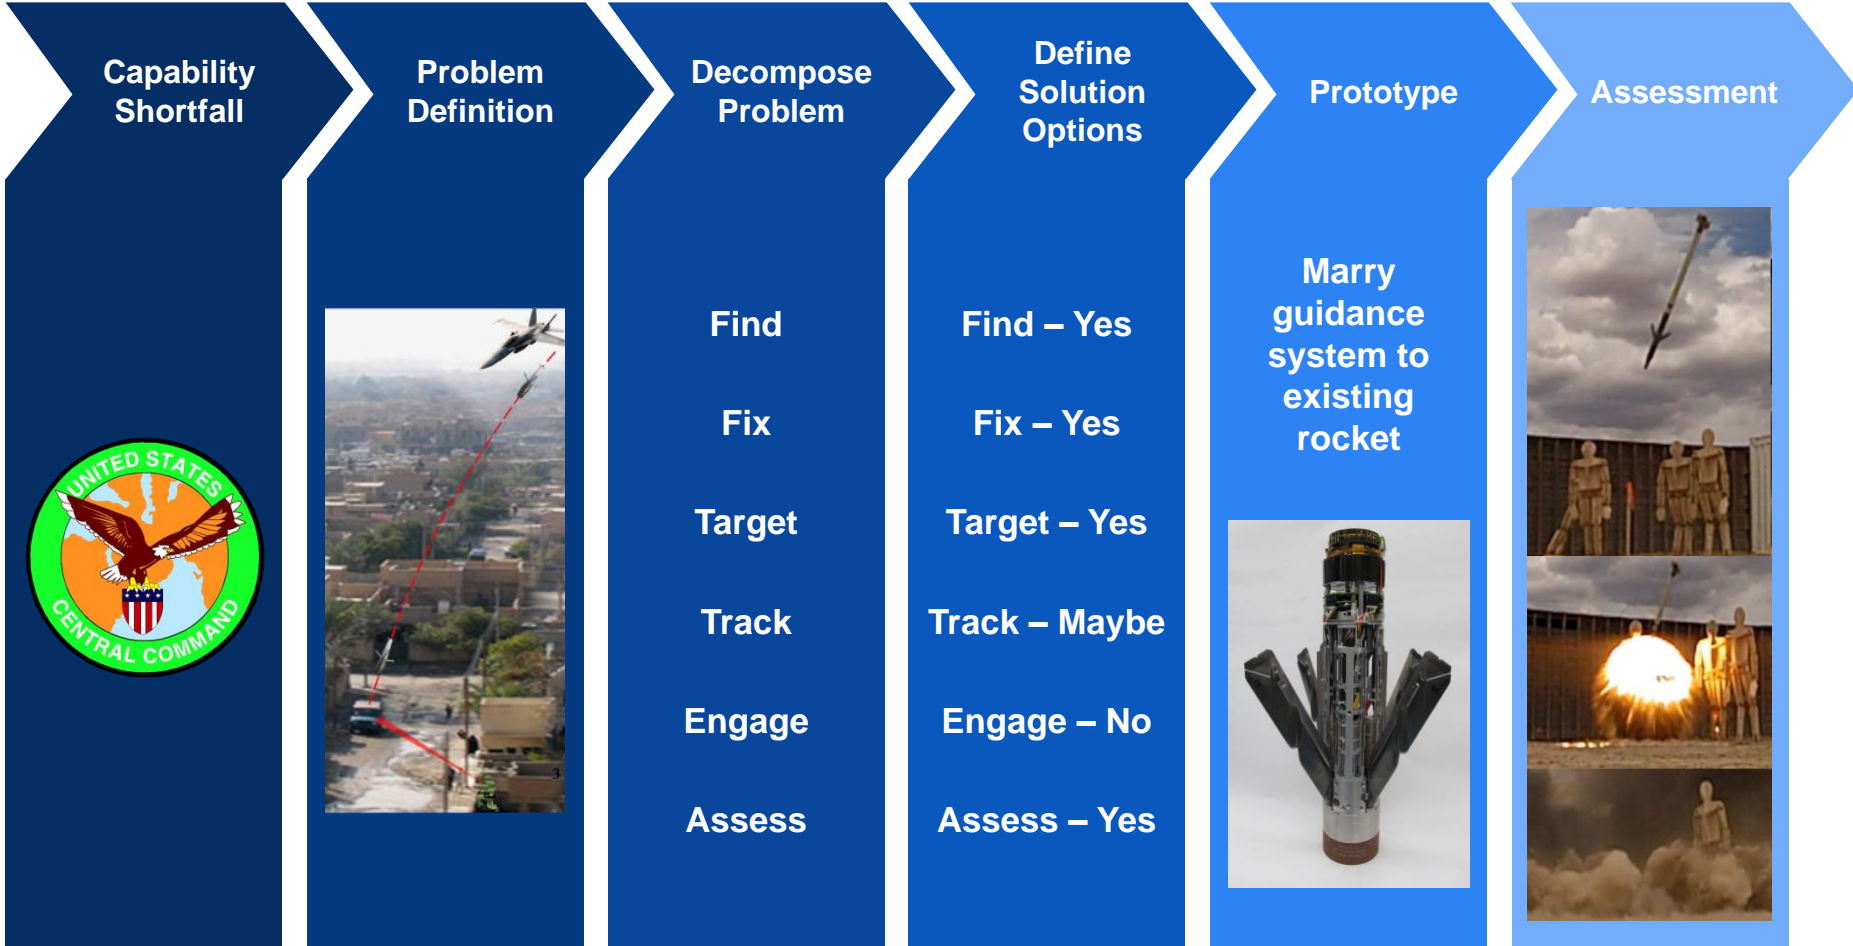 Capability
Shortfall
Problem
Definition
Decompose
Problem
Define
Solution
Options
Prototype
Assessment
UNITED STATES
CENTRAL COMMAND
3
Find
Fix
Target
Track
Engage
Assess
Find – Yes
Fix – Yes
Target – Yes
Track – Maybe
Engage – No
Assess – Yes
Marry
guidance
system to
existing
rocket